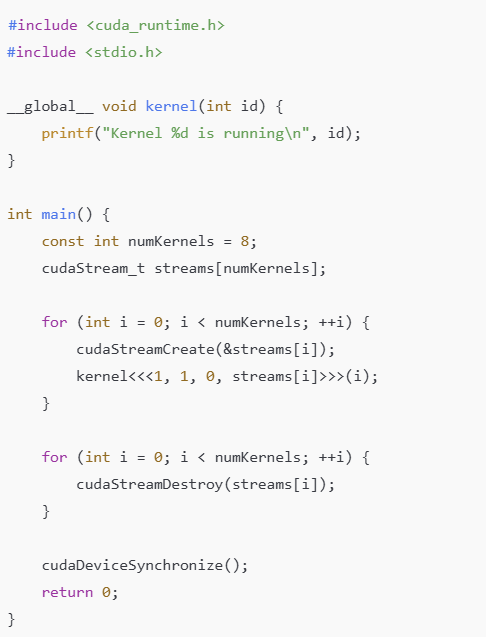 #include <cuda_runtime.h>
#include <stdio.h>

__global__ void kernel(int id) {
    printf("Kernel %d is running\n", id);
}

int main() {
    const int numKernels = 8;
    cudaStream_t streams[numKernels];

    for (int i = 0; i < numKernels; ++i) {
        cudaStreamCreate(&streams[i]);
        kernel<<<1, 1, 0, streams[i]>>>(i);
    }

    for (int i = 0; i < numKernels; ++i) {
        cudaStreamDestroy(streams[i]);
    }

    cudaDeviceSynchronize();
    return 0;
}